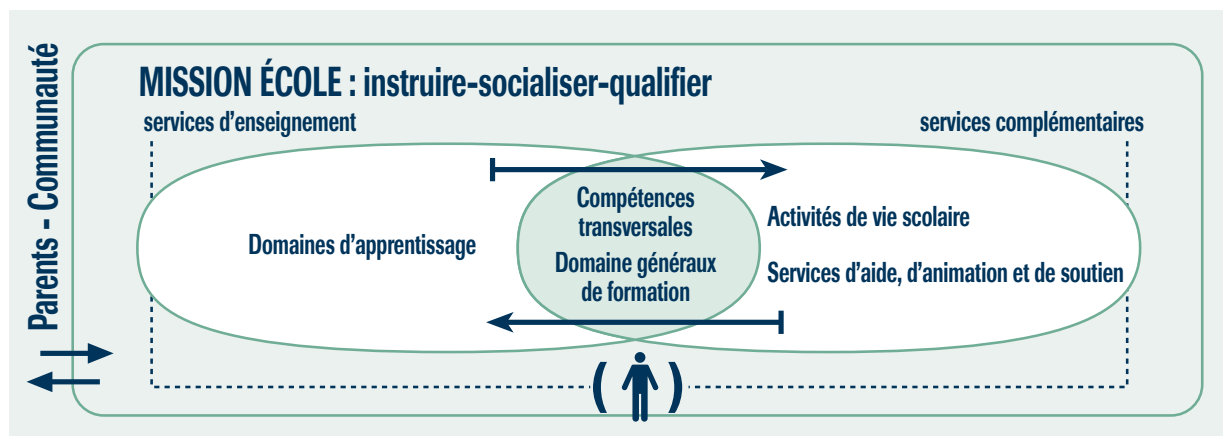 Parents - Communauté
MISSION ÉCOLE : instruire-socialiser-qualifier
services d'enseignement
services complémentaires
Domaines d'apprentissage
Compétences
transversales
Domaine généraux
de formation
Activités de vie scolaire
Services d'aide, d'animation et de soutien